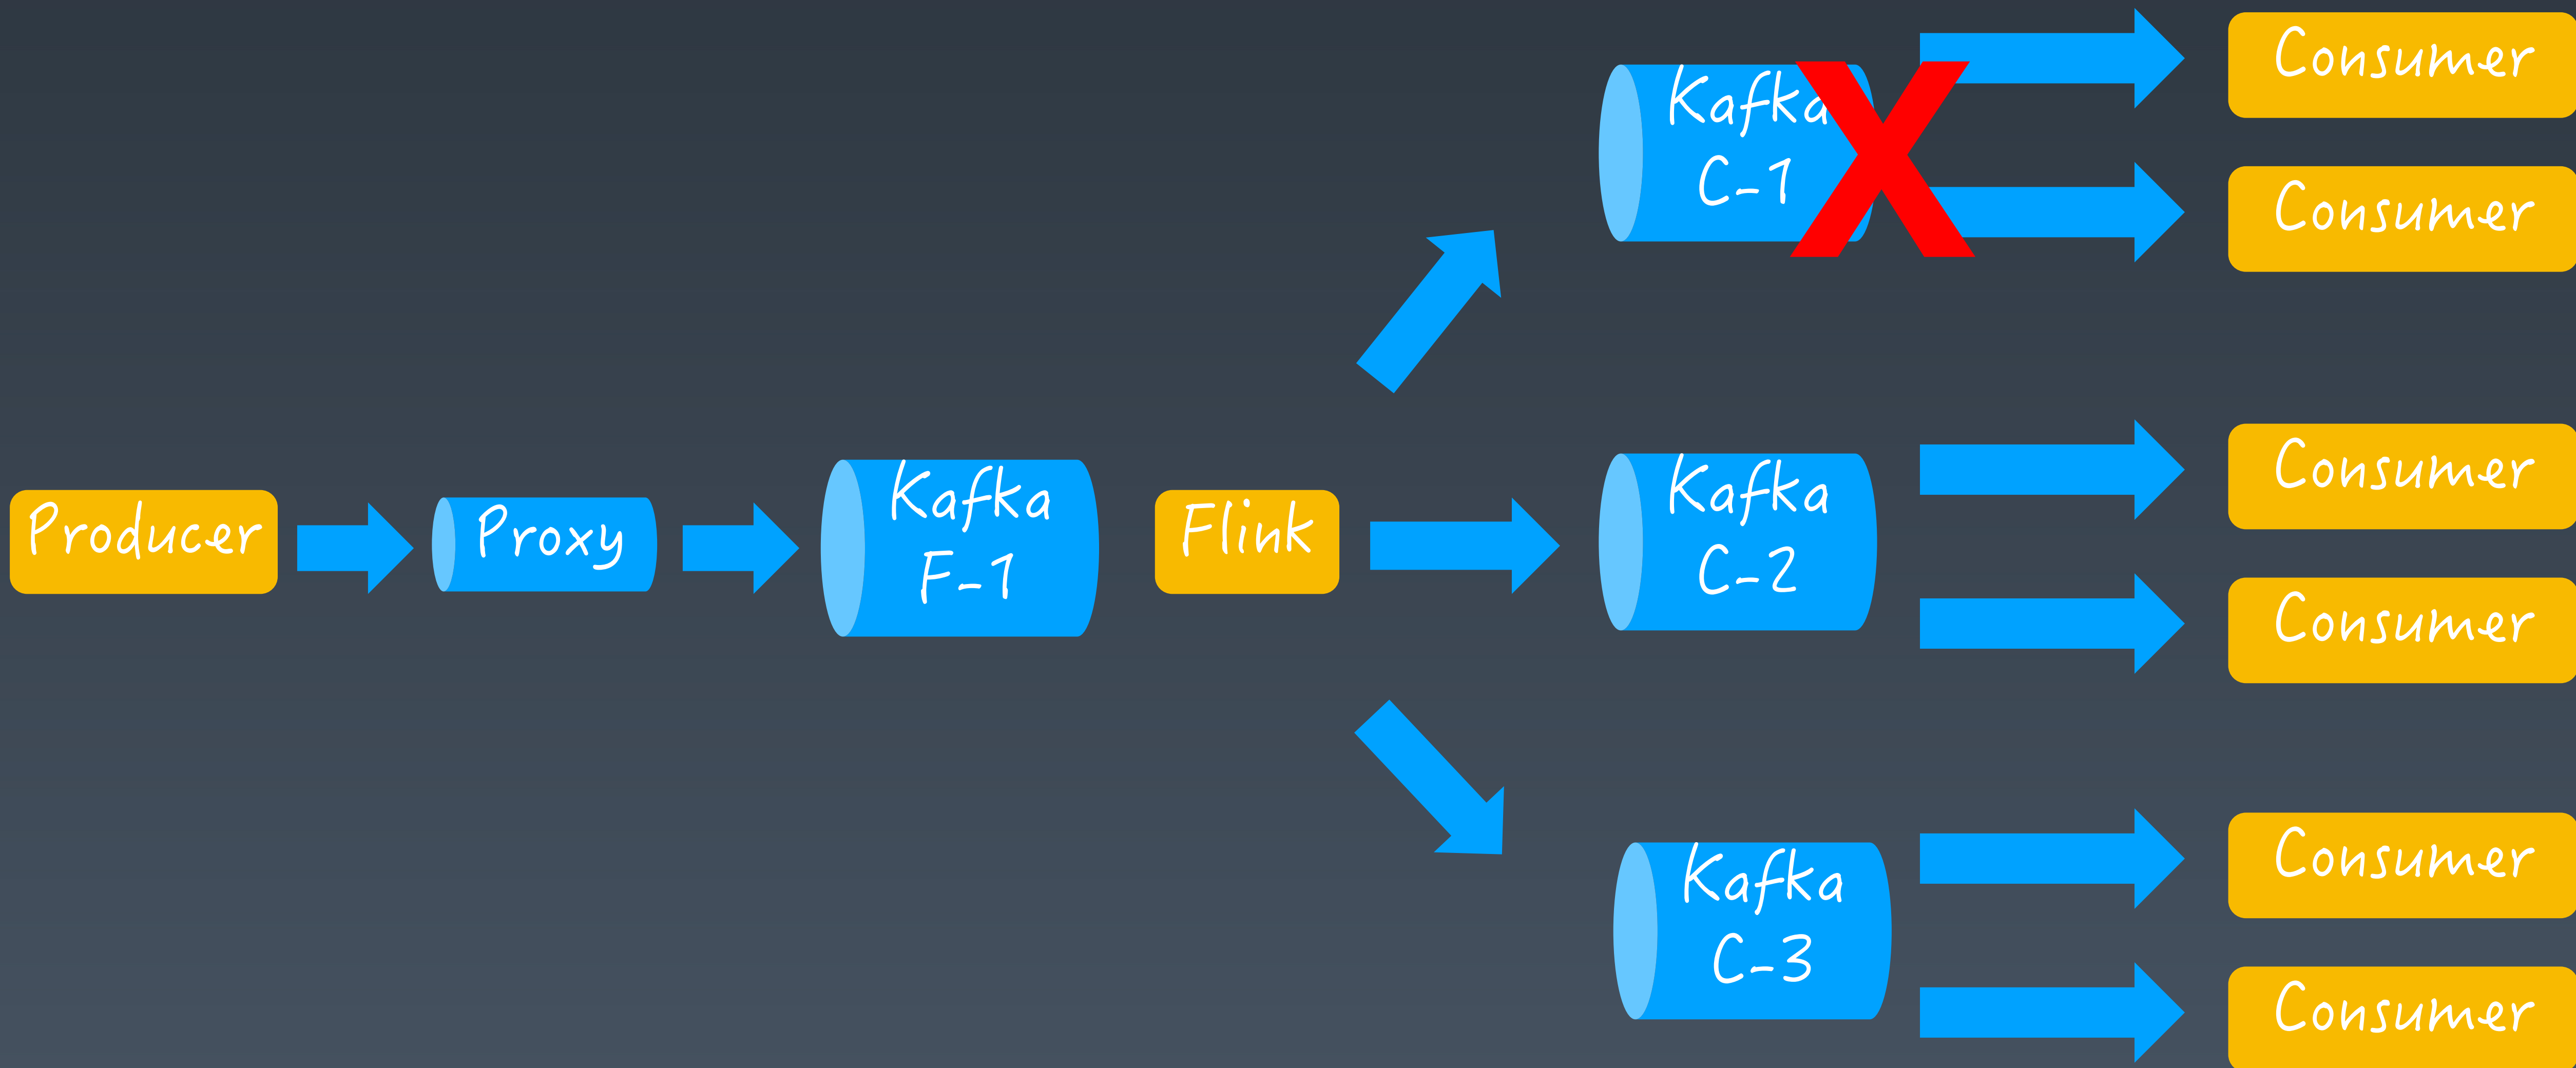 Producer
Proxy
Kafka
F-1
Flink
Kafka
C-1
Consumer
Consumer
Kafka
C-2
Consumer
Consumer
Kafka
C-3
Consumer
Consumer